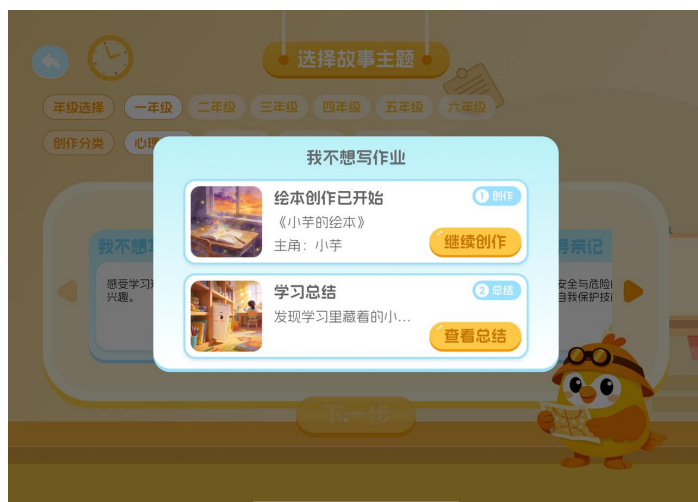 选择故事主题
年级选择 一年级 二年级 三年级 四年级 五年级 六年级
创作分类 心理
我不想写作业
绘本创作已开始
1 创作
《小芋的绘本》
主角：小芋
继续创作
学习总结
2 总结
发现学习里藏着的小...
查看总结
我不想
寻亲记
感受学习
兴趣。
安全与危险
自我保护技
下一步